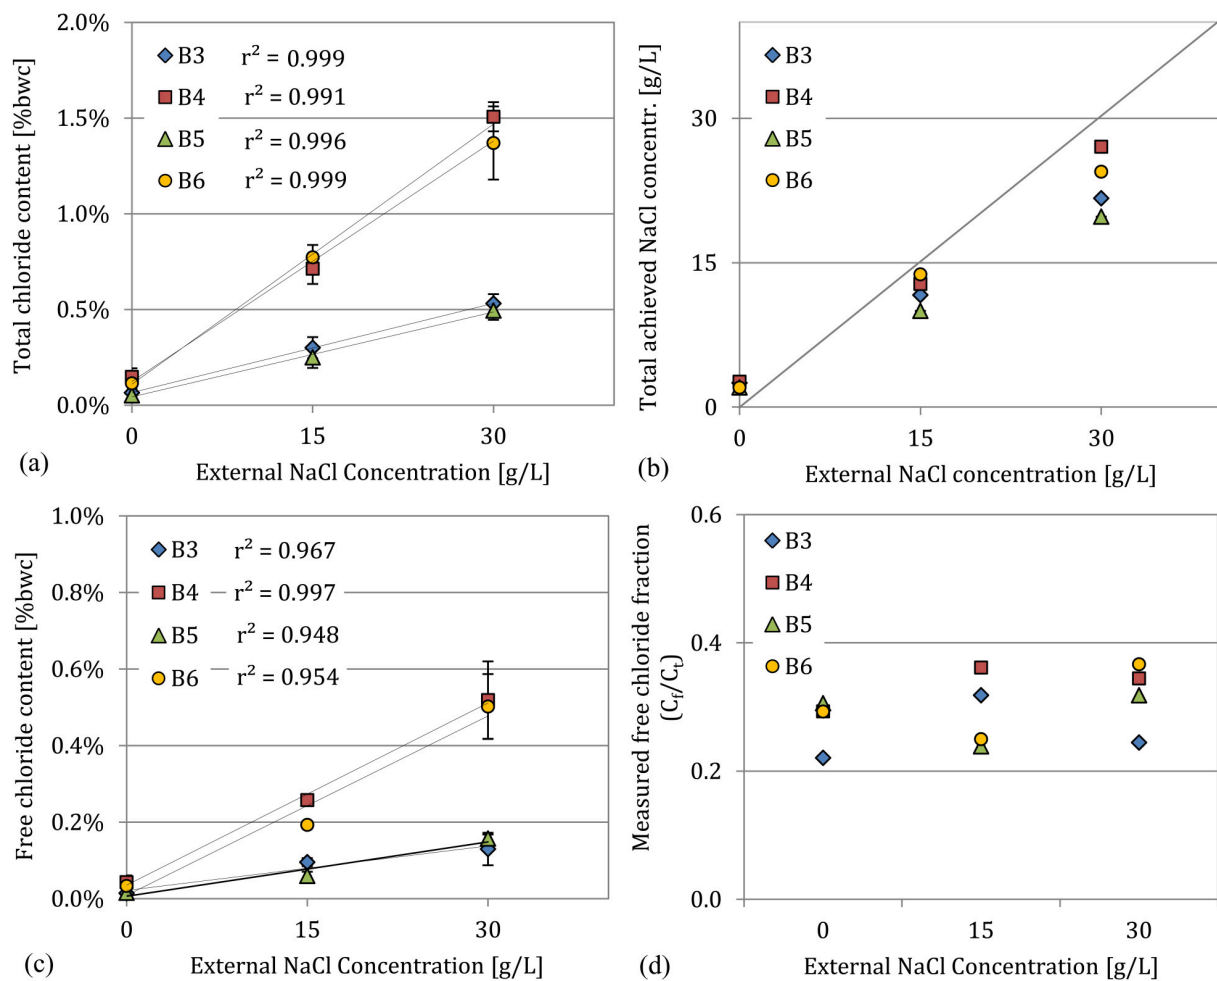 2.0%
1.5%
1.0%
0.5%
0.0%
Total chloride content [%bwc]
B3 r² = 0.999
B4 r² = 0.991
B5 r² = 0.996
B6 r² = 0.999
0 15 30
(a) External NaCl Concentration [g/L]
30
15
0
Total achieved NaCl concentr. [g/L]
B3
B4
B5
B6
0 15 30
(b) External NaCl concentration [g/L]
1.0%
0.8%
0.6%
0.4%
0.2%
0.0%
Free chloride content [%bwc]
B3 r² = 0.967
B4 r² = 0.997
B5 r² = 0.948
B6 r² = 0.954
0 15 30
(c) External NaCl Concentration [g/L]
0.6
0.4
0.2
0.0
Measured free chloride fraction
(C_f/C_t)
B3
B4
B5
B6
0 15 30
External NaCl Concentration [g/L]
(d)